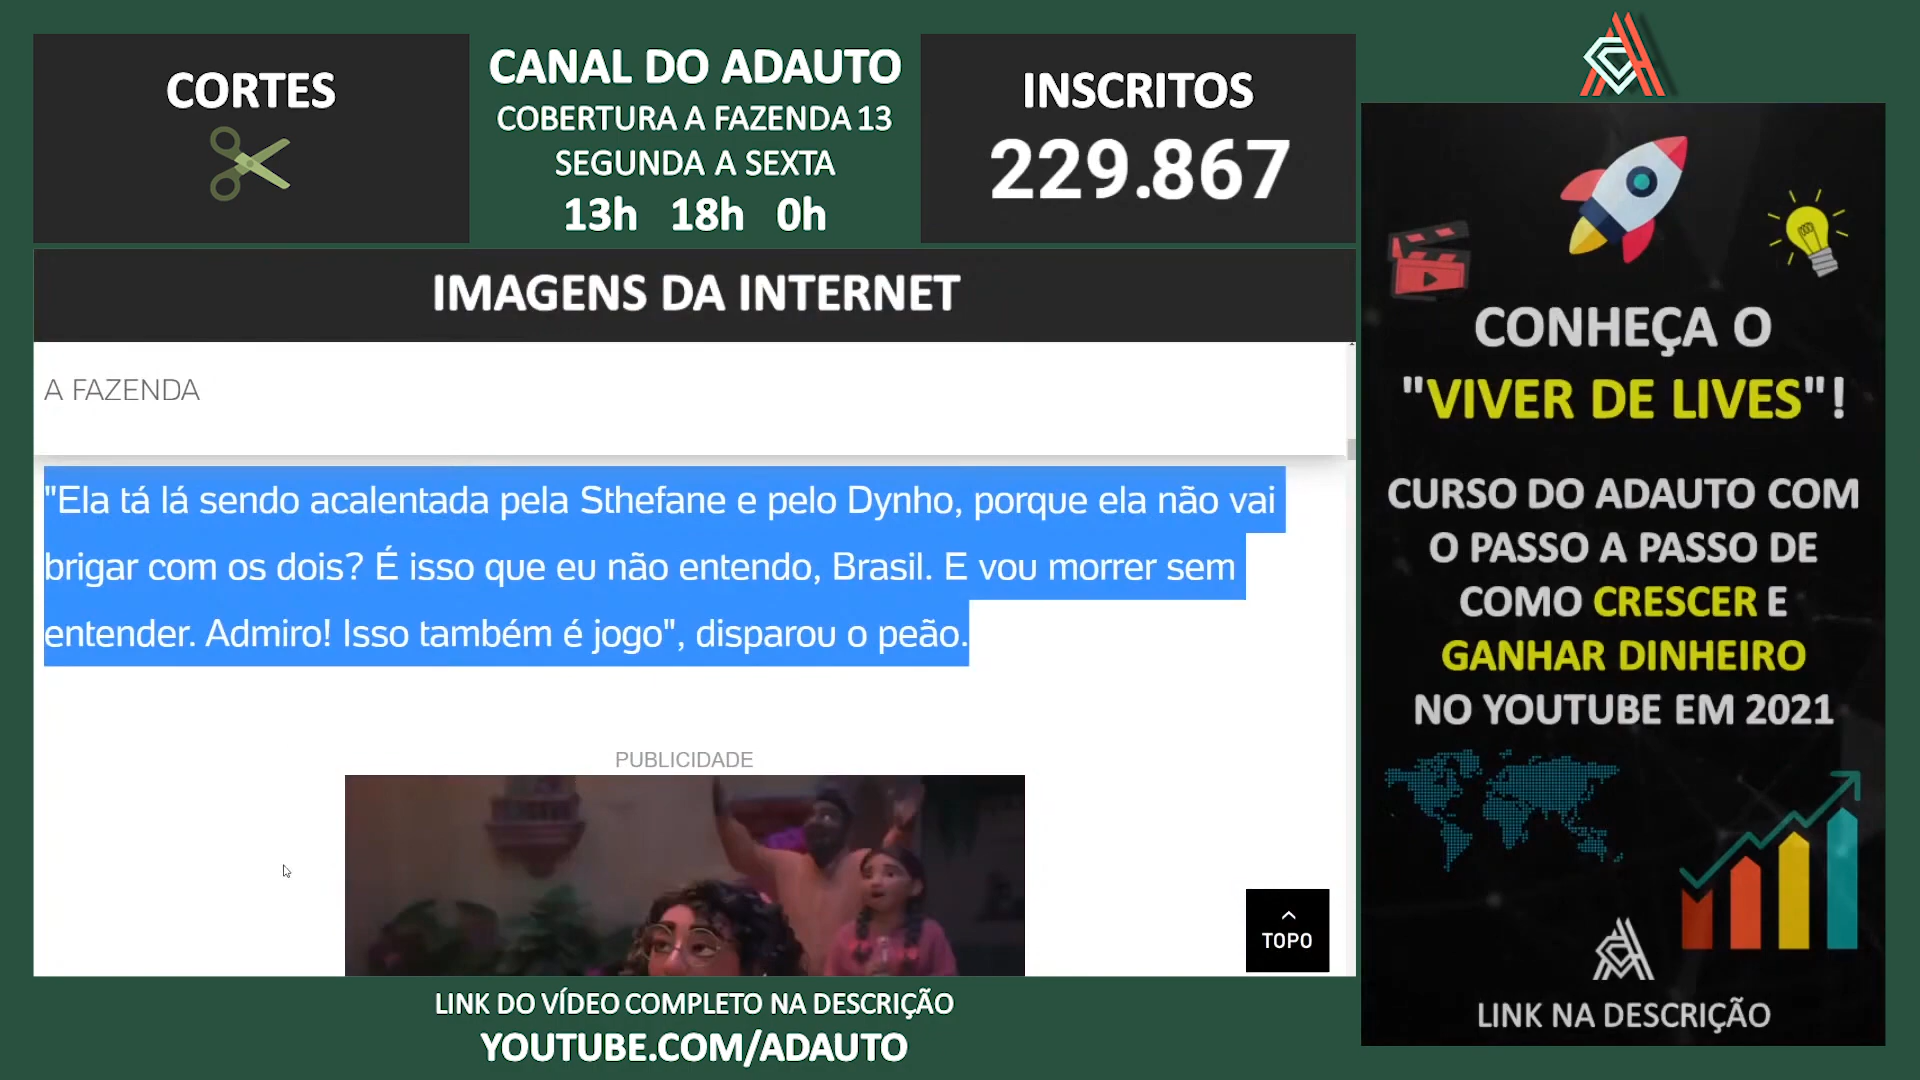 CORTES
CANAL DO ADAUTO
COBERTURA A FAZENDA 13
SEGUNDA A SEXTA
13h 18h 0h
INSCRITOS
229.867
IMAGENS DA INTERNET
A FAZENDA
"Ela tá lá sendo acalentada pela Sthefane e pelo Dynho, porque ela não vai
brigar com os dois? É isso que eu não entendo, Brasil. E vou morrer sem
entender. Admiro! Isso também é jogo", disparou o peão.
PUBLICIDADE
TOPO
LINK DO VÍDEO COMPLETO NA DESCRIÇÃO
YOUTUBE.COM/ADAUTO
CONHEÇA O
"VIVER DE LIVES"!
CURSO DO ADAUTO COM
O PASSO A PASSO DE
COMO CRESCER E
GANHAR DINHEIRO
NO YOUTUBE EM 2021
LINK NA DESCRIÇÃO